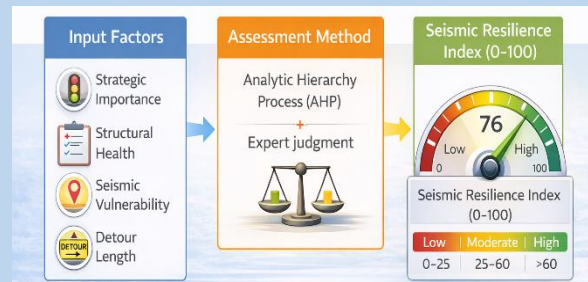 Input Factors
Strategic
Importance
Structural
Health
Seismic
Vulnerability
DETOUR
Detour
Length
Assessment Method
Analytic Hierarchy
Process (AHP)
+
Expert judgment
Seismic Resilience
Index (0-100)
76
Low
High
0
100
Seismic Resilience Index
(0-100)
Low Moderate High
0-25 25-60 >60